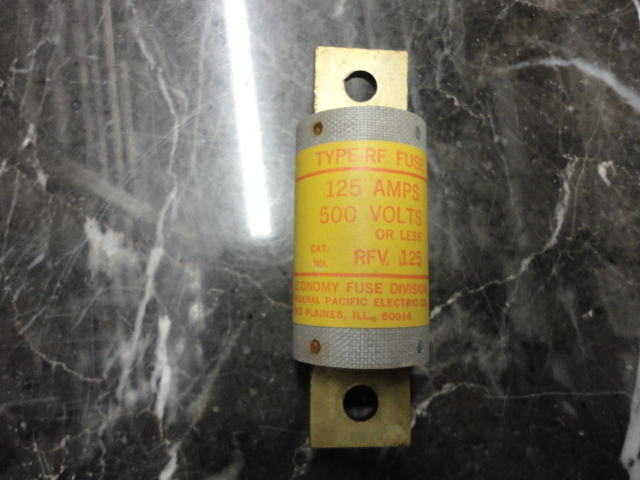 TYPE RF FUSE
125 AMPS
500 VOLTS
OR LESS
CAT. NO. RFV. 125
ECONOMY FUSE DIVISION
FEDERAL PACIFIC ELECTRIC CO.
DES PLAINES, ILL. 60016